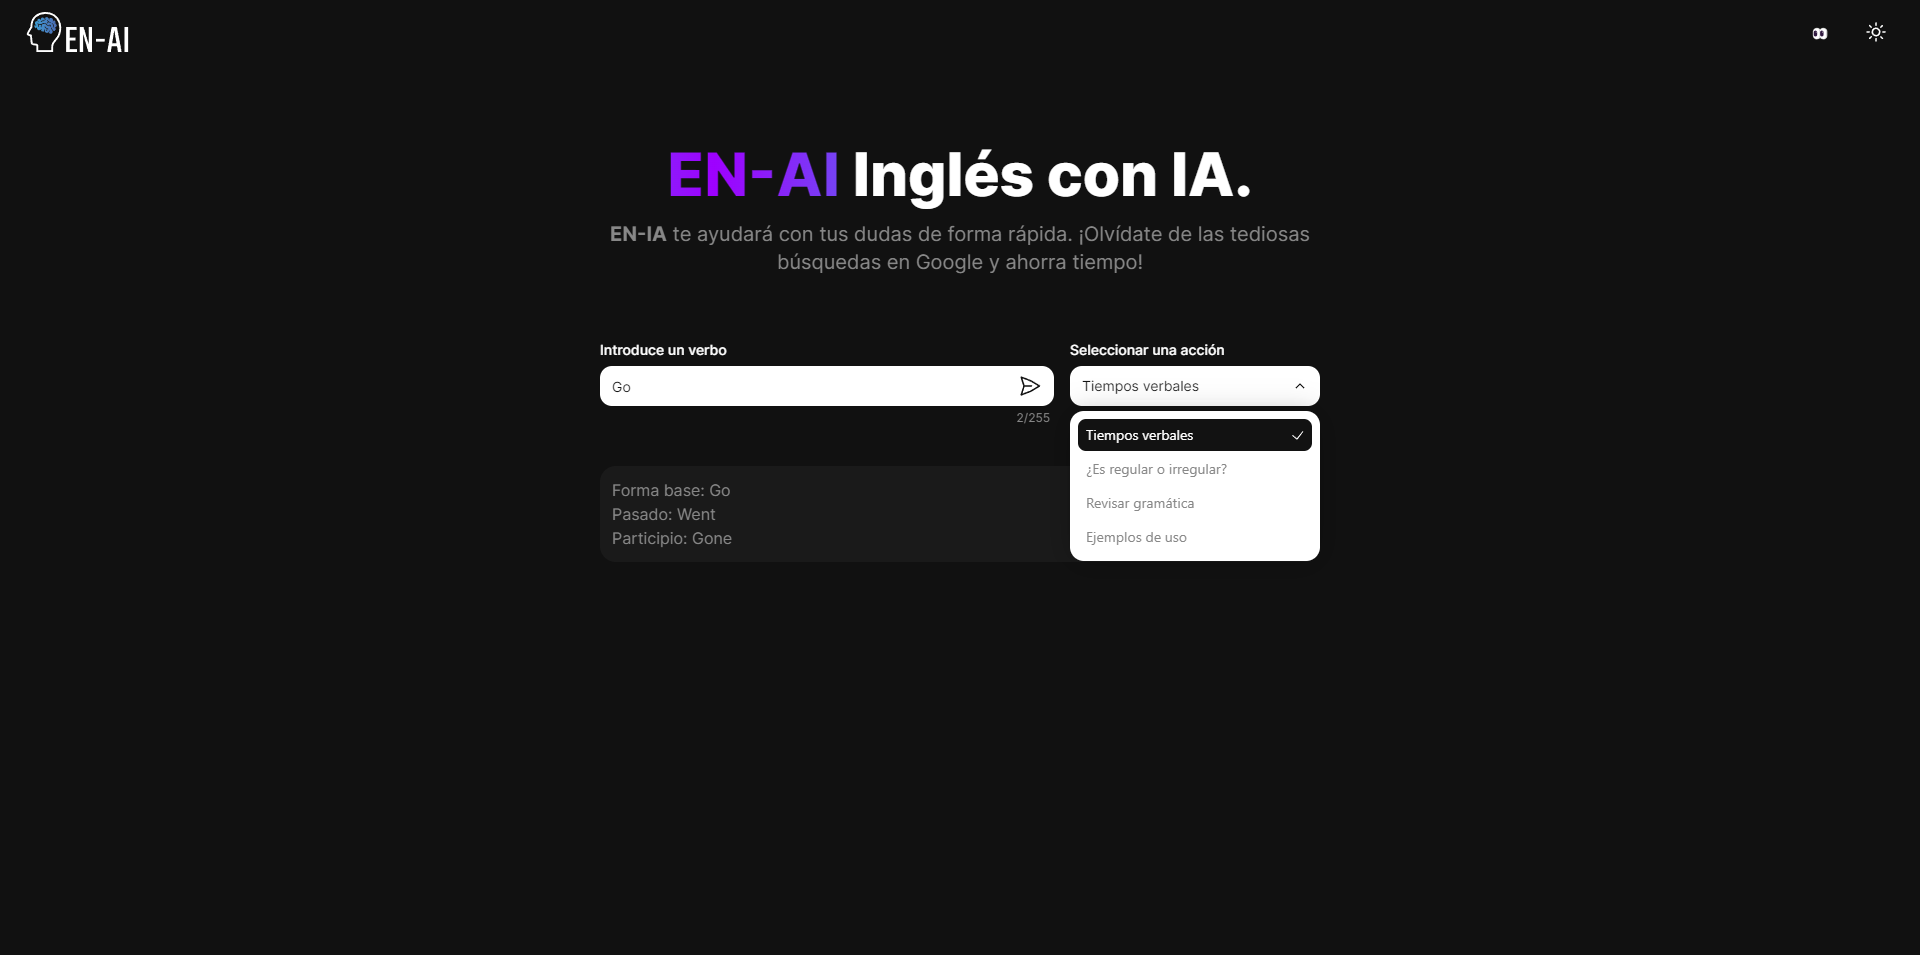 EN-AI
EN-AI Inglés con IA.
EN-IA te ayudará con tus dudas de forma rápida. ¡Olvídate de las tediosas
búsquedas en Google y ahorra tiempo!
Introduce un verbo
Go
2/255
Seleccionar una acción
Tiempos verbales
Tiempos verbales
¿Es regular o irregular?
Revisar gramática
Ejemplos de uso
Forma base: Go
Pasado: Went
Participio: Gone